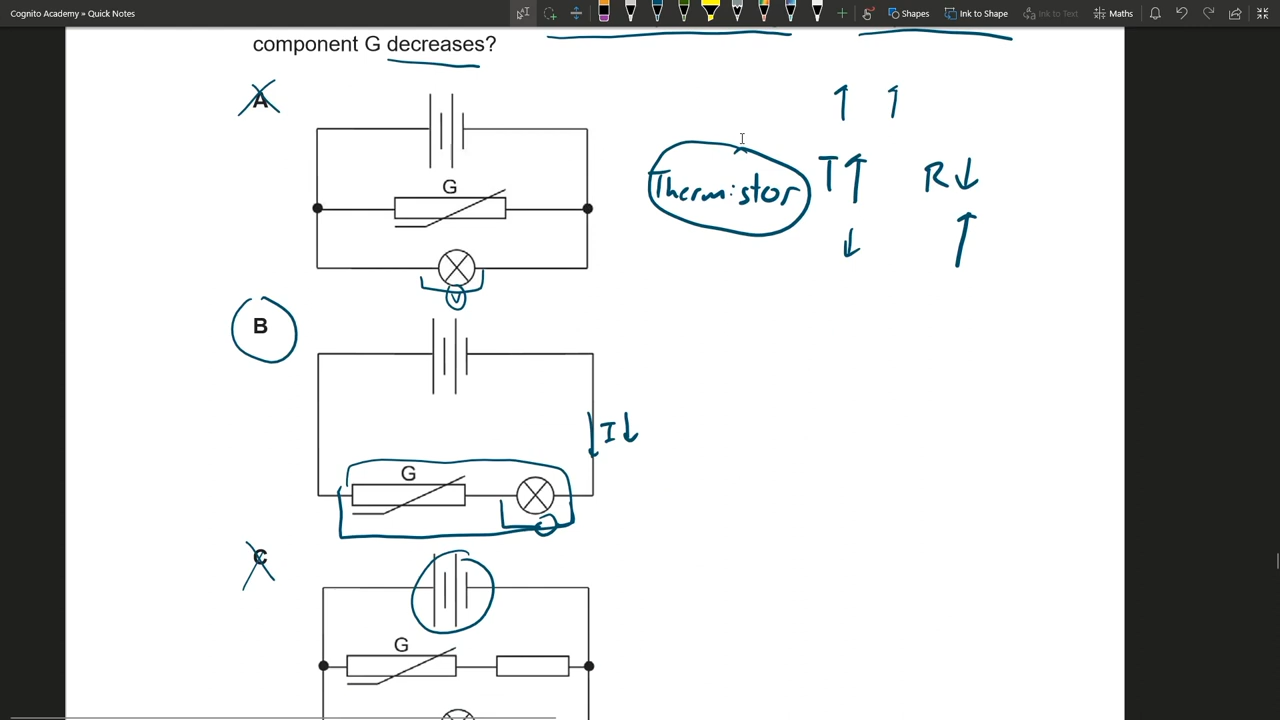 Cognito Academy » Quick Notes
Shapes
Ink to Shape
Ink to Text
Maths
component G decreases?
A
G
V
Thermistor T↑ R↓
B
I↓
G
C
G